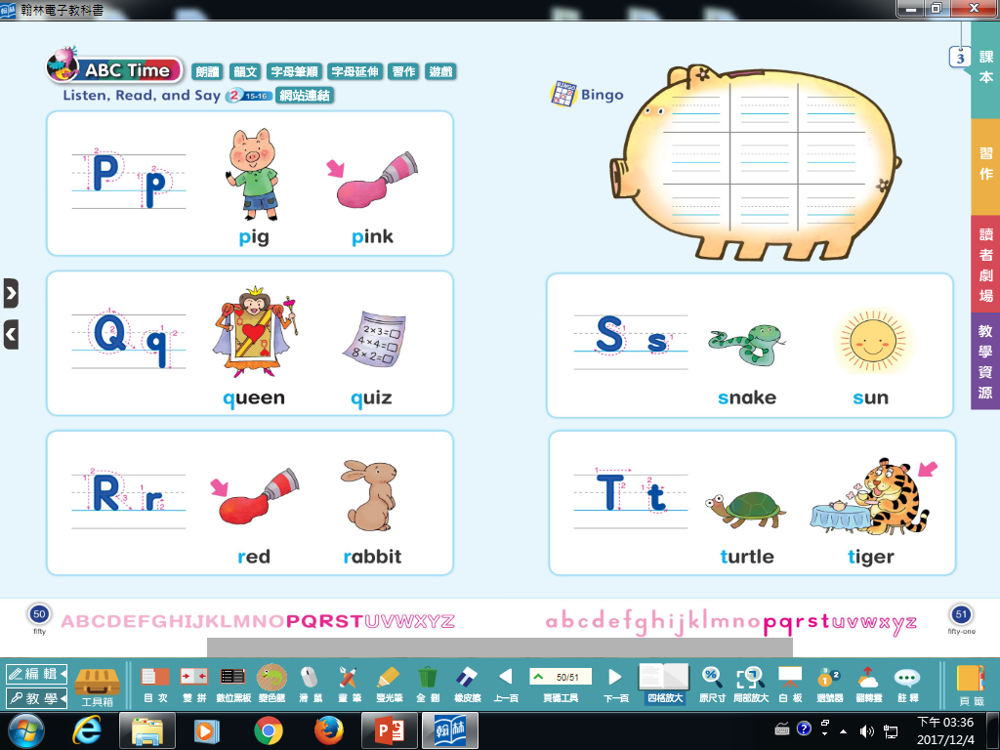 翰林電子教科書
ABC Time 朗讀 韻文 字母筆順 字母延伸 習作 遊戲
Listen, Read, and Say 2 15-16 網站連結
P p
pig pink
Q q
2×3=
4×4=
8×2=
queen quiz
R r
red rabbit
BINGO Bingo
S s
snake sun
T t
turtle tiger
3
課本
習作
讀者劇場
教學資源
50
fifty
ABCDEFGHIJKLMNOPQRSTUVWXYZ
abcdefghijklmnopqrstuvwxyz
51
fifty-one
編輯
教學
工具箱
目次 雙拼 數位黑板 變色龍 滑鼠 畫筆 螢光筆 全刪 橡皮擦 上一頁
50/51
頁碼工具 下一頁 四格放大 原尺寸 局部放大 白板 選號器 翻轉雲 註釋 頁籤
翰林
下午 03:36
2017/12/4